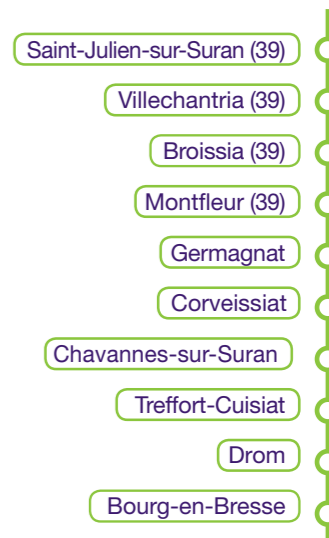 Saint-Julien-sur-Suran (39)
Villechantria (39)
Broissia (39)
Montfleur (39)
Germagnat
Corveissiat
Chavannes-sur-Suran
Treffort-Cuisiat
Drom
Bourg-en-Bresse